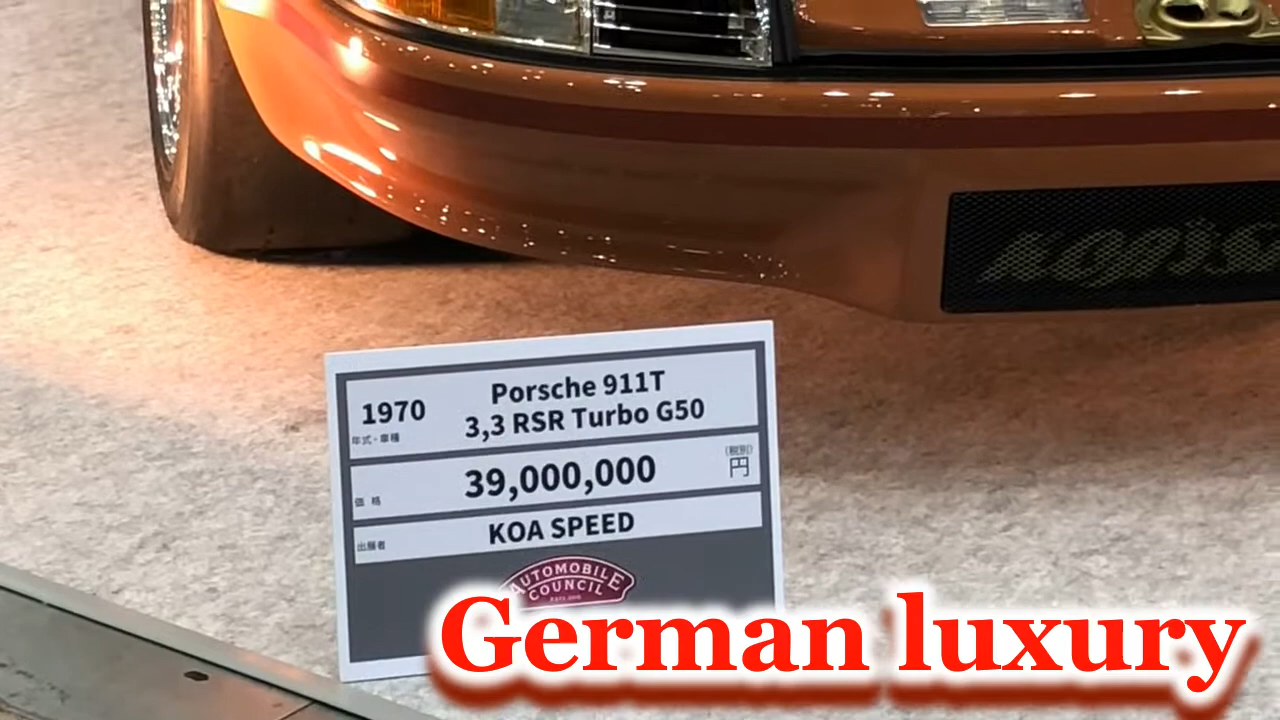 1970
Porsche 911T
3,3 RSR Turbo G50
年式・車種
39,000,000
(税別)
円
価 格
KOA SPEED
出展者
AUTOMOBILE
COUNCIL
German luxury